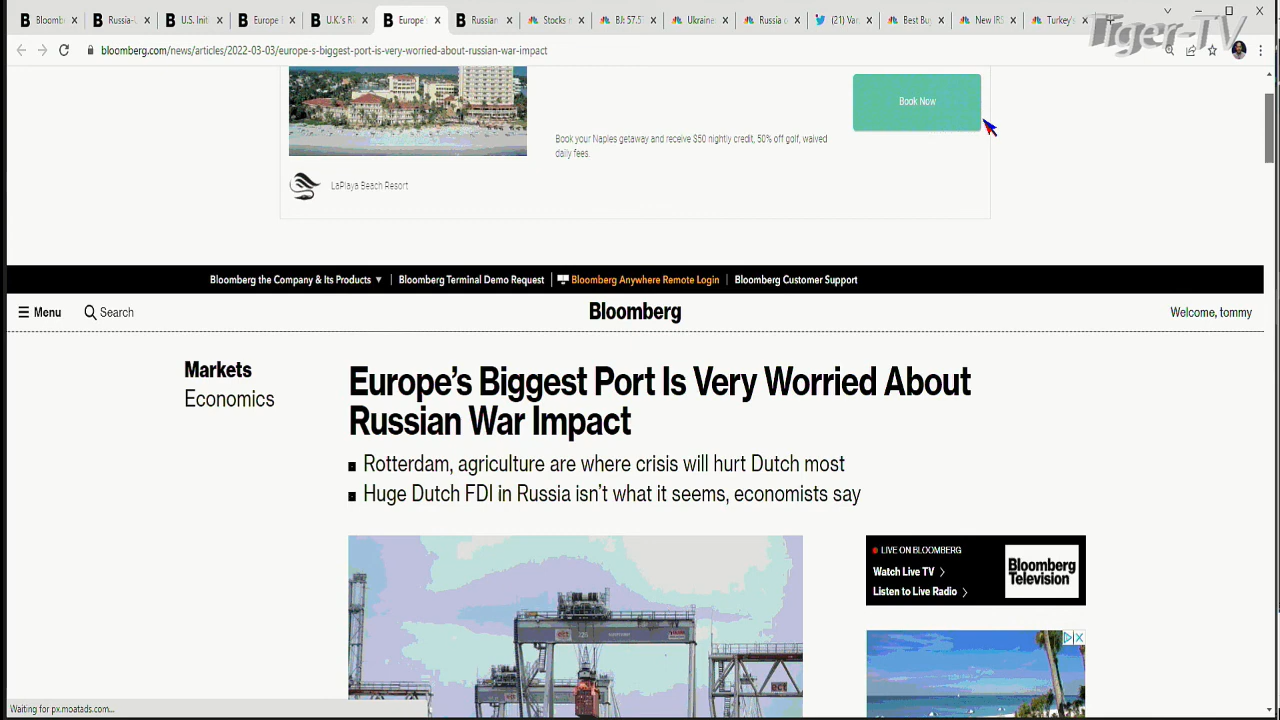 Bloomb
Russia-U
U.S. Init
Europe
U.K.'s Ri
Europe'
Russian
Stocks
BJ: 57.5
Ukraine
Russia o
(21) Var
Best Bu
New IRS
Turkey's
Tiger-TV
bloomberg.com/news/articles/2022-03-03/europe-s-biggest-port-is-very-worried-about-russian-war-impact
Book Now
Book your Naples getaway and receive $50 nightly credit, 50% off golf, waived
daily fees.
LaPlaya Beach Resort
Bloomberg the Company & Its Products
Bloomberg Terminal Demo Request
Bloomberg Anywhere Remote Login
Bloomberg Customer Support
Menu
Search
Bloomberg
Welcome, tommy
Markets
Economics
Europe's Biggest Port Is Very Worried About
Russian War Impact
Rotterdam, agriculture are where crisis will hurt Dutch most
Huge Dutch FDI in Russia isn't what it seems, economists say
LIVE ON BLOOMBERG
Watch Live TV
Listen to Live Radio
Bloomberg
Television
Waiting for px.moatads.com...